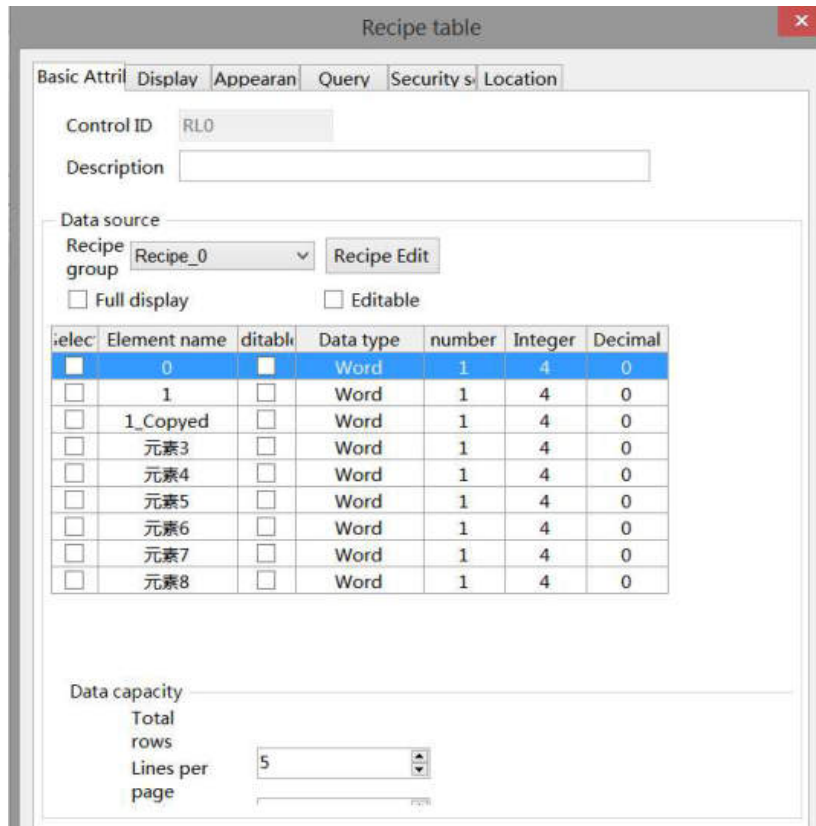 Recipe table
Basic Attril Display Appearan Query Security s Location
Control ID RL0
Description
Data source
Recipe group Recipe_0 Recipe Edit
Full display Editable
selec Element name ditable Data type number Integer Decimal
0 Word 1 4 0
1 Word 1 4 0
1_Copyed Word 1 4 0
元素3 Word 1 4 0
元素4 Word 1 4 0
元素5 Word 1 4 0
元素6 Word 1 4 0
元素7 Word 1 4 0
元素8 Word 1 4 0
Data capacity
Total
rows
Lines per 5
page